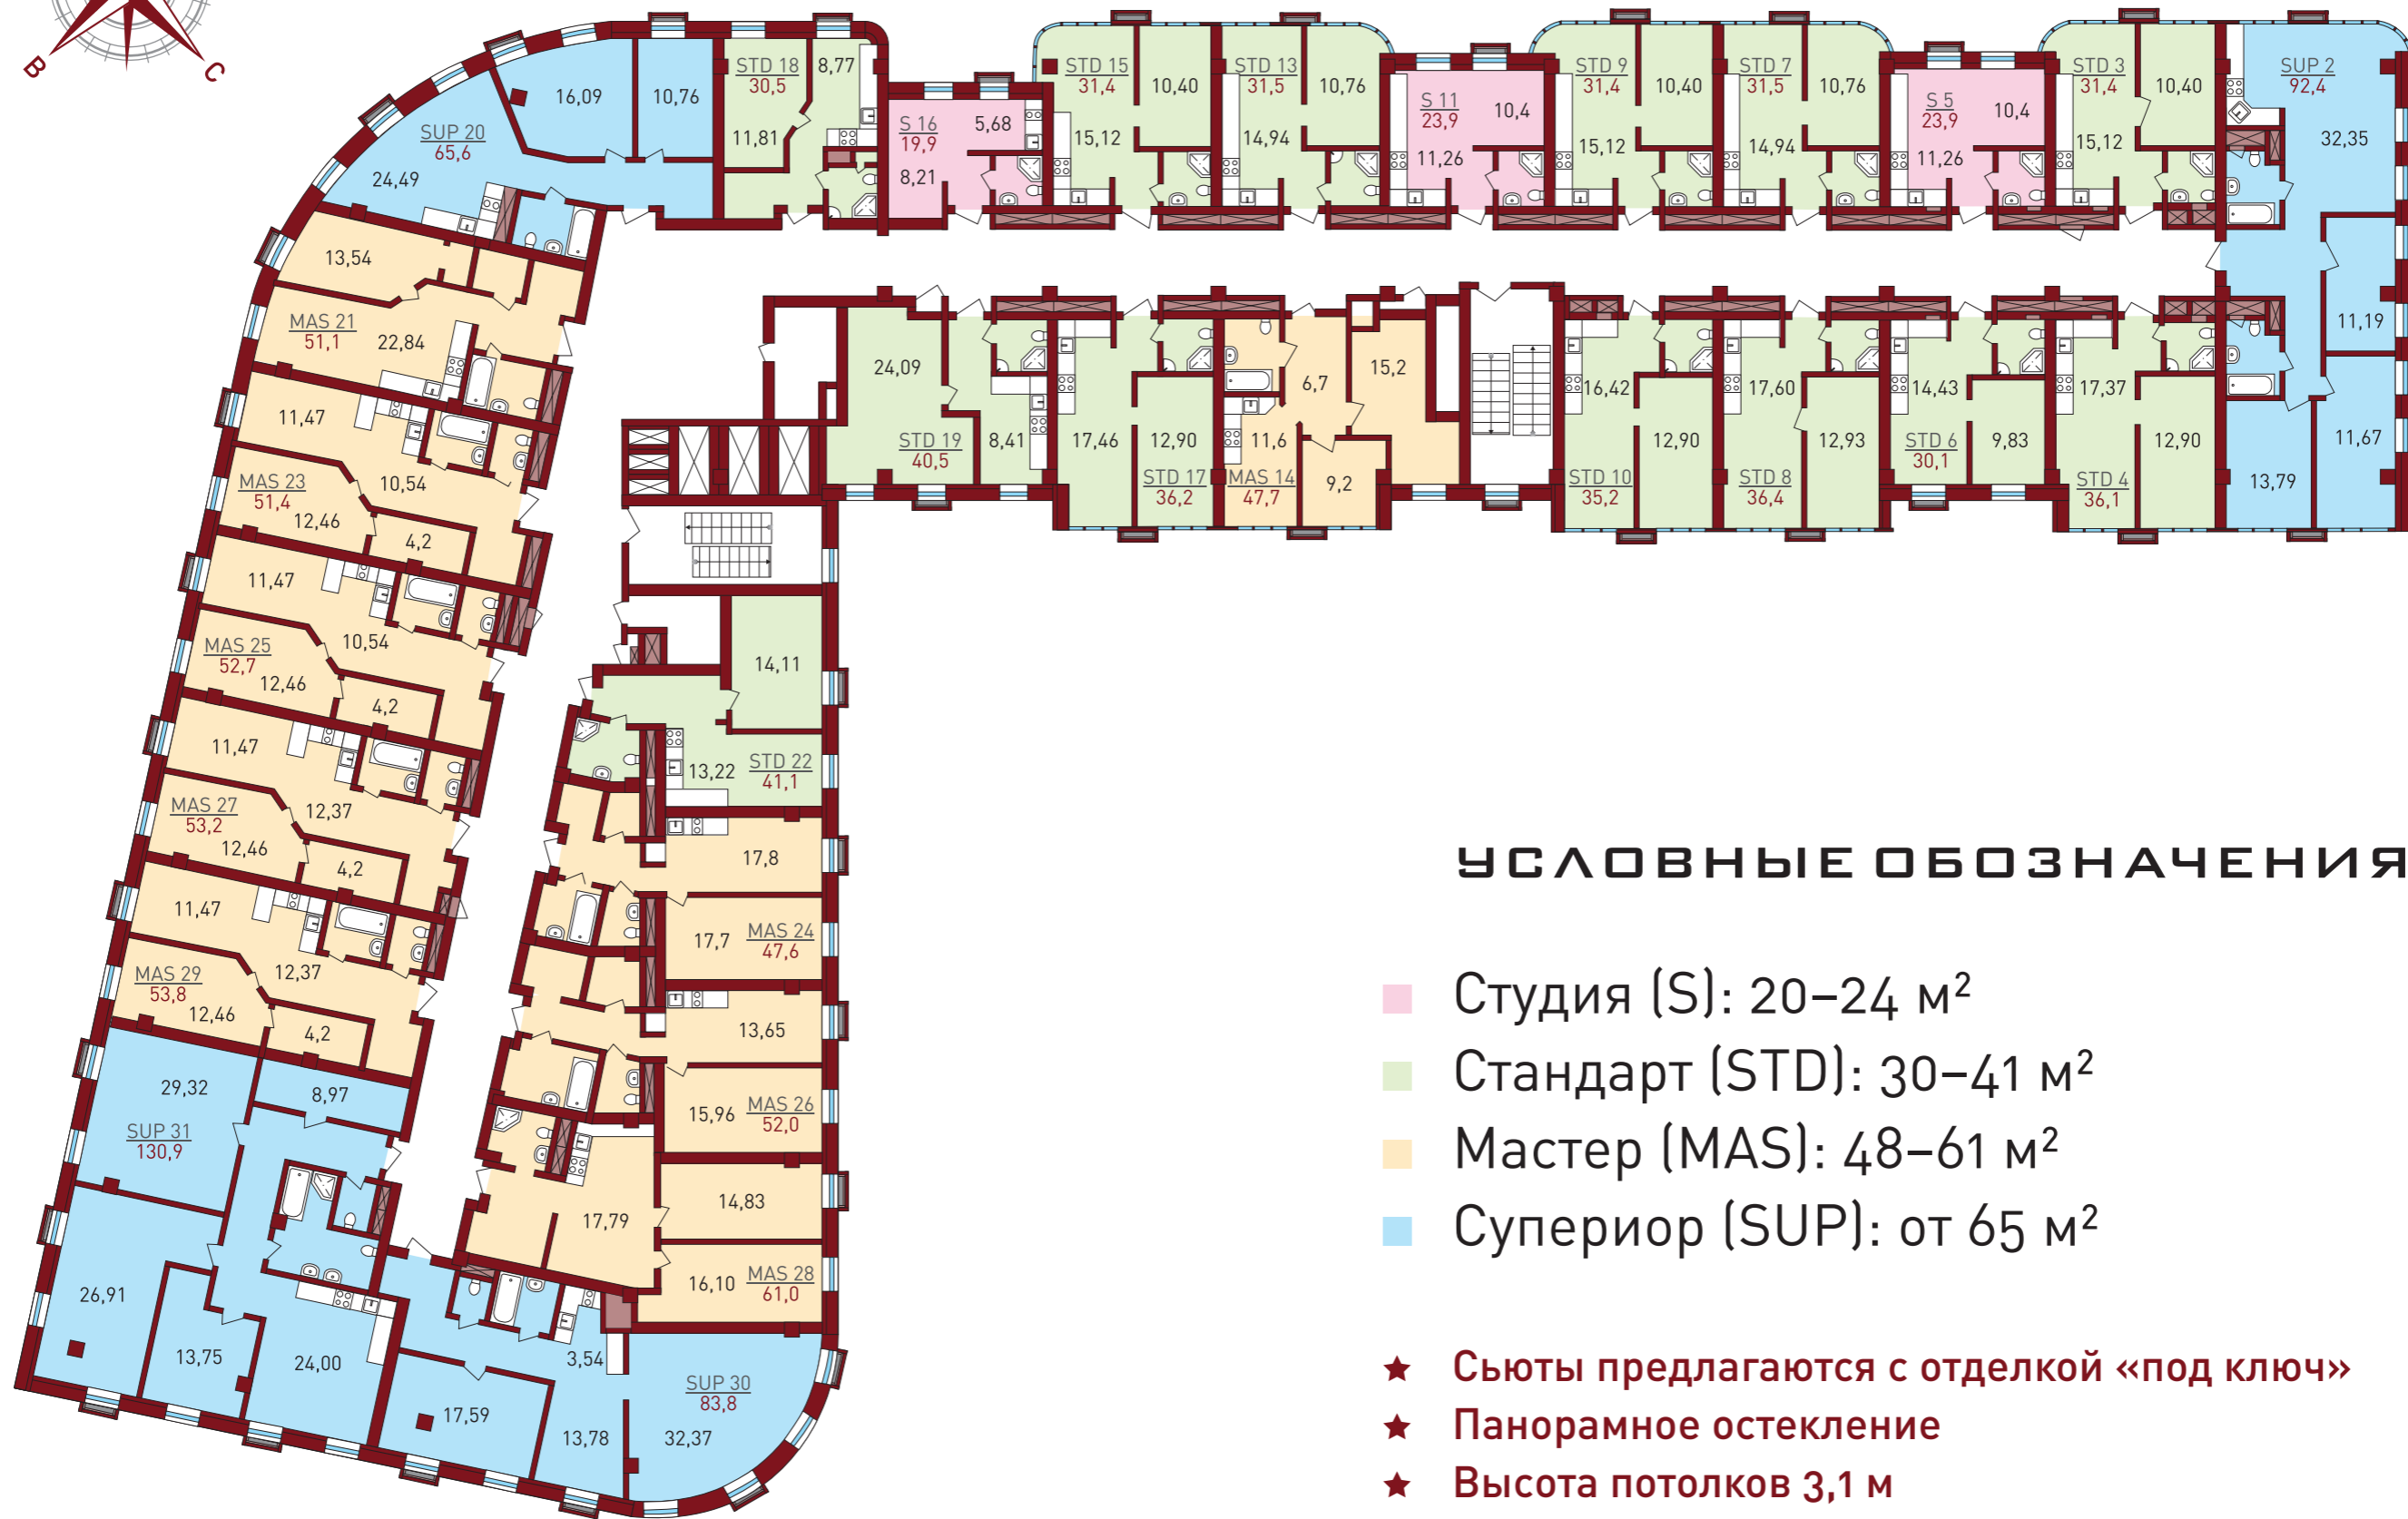 В
С
SUP 20
65,6
16,09
10,76
24,49
STD 18
30,5
8,77
11,81
S 16
19,9
5,68
8,21
STD 15
31,4
10,40
15,12
STD 13
31,5
10,76
14,94
S 11
23,9
10,4
11,26
STD 9
31,4
10,40
15,12
STD 7
31,5
10,76
14,94
S 5
23,9
10,4
11,26
STD 3
31,4
10,40
15,12
SUP 2
92,4
32,35
11,19
11,67
13,79
24,09
STD 19
40,5
8,41
17,46
12,90
STD 17
36,2
6,7
15,2
11,6
MAS 14
47,7
9,2
16,42
12,90
STD 10
35,2
17,60
12,93
STD 8
36,4
14,43
STD 6
30,1
9,83
17,37
12,90
STD 4
36,1
13,54
MAS 21
51,1
22,84
11,47
MAS 23
51,4
10,54
12,46
4,2
11,47
MAS 25
52,7
10,54
12,46
4,2
11,47
MAS 27
53,2
12,37
12,46
4,2
11,47
MAS 29
53,8
12,37
12,46
4,2
14,11
13,22
STD 22
41,1
17,8
17,7
MAS 24
47,6
13,65
15,96
MAS 26
52,0
14,83
17,79
16,10
MAS 28
61,0
29,32
8,97
SUP 31
130,9
26,91
13,75
24,00
3,54
17,59
13,78
SUP 30
83,8
32,37
УСЛОВНЫЕ ОБОЗНАЧЕНИЯ
Студия (S): 20–24 м²
Стандарт (STD): 30–41 м²
Мастер (MAS): 48–61 м²
Супериор (SUP): от 65 м²
Сьюты предлагаются с отделкой «под ключ»
Панорамное остекление
Высота потолков 3,1 м